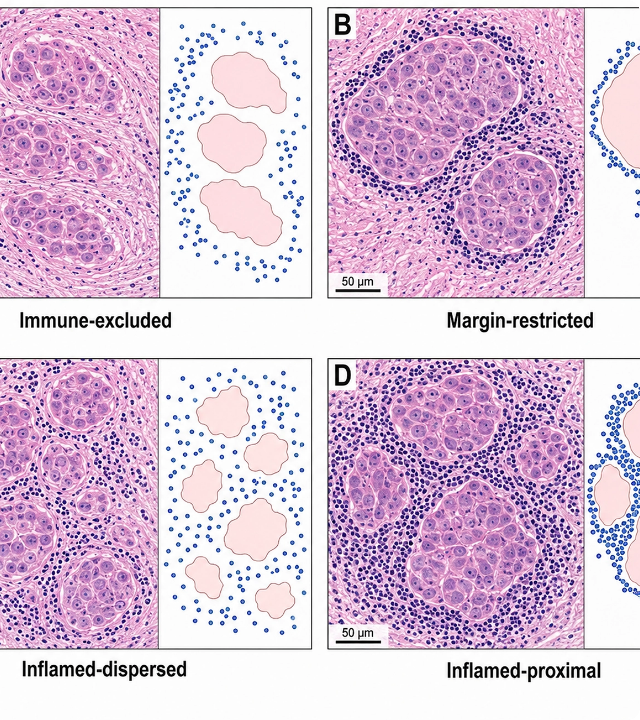 B
50 µm
Immune-excluded
Margin-restricted
D
50 µm
Inflamed-dispersed
Inflamed-proximal